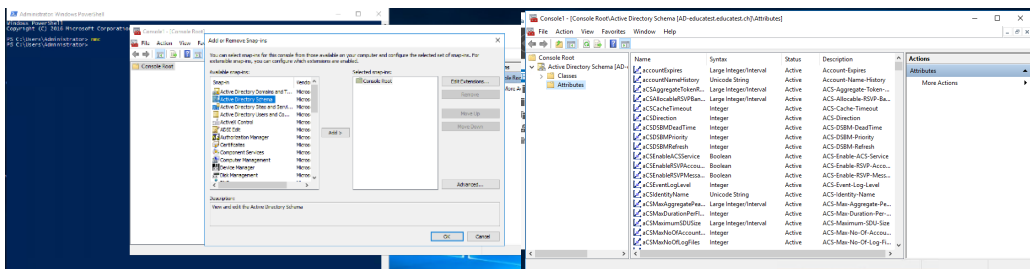 Administrator: Windows PowerShell
Windows PowerShell
Copyright (C) 2016 Microsoft Corporation
PS C:\Users\Administrator> mmc
PS C:\Users\Administrator>
Console1 - [Console Root]
File Action View
Console Root
Add or Remove Snap-ins
You can select snap-ins for this console from those available on your computer and configure the selected set of snap-ins. For
extensible snap-ins, you can configure which extensions are enabled.
Available snap-ins:
Selected snap-ins:
Snap-in Vendor
Active Directory Domains and T... Micros
Active Directory Schema Micros
Active Directory Sites and Servi... Micros
Active Directory Users and Co... Micros
ActiveX Control Micros
ADSI Edit Micros
Authorization Manager Micros
Certificates Micros
Component Services Micros
Computer Management Micros
Device Manager Micros
Disk Management Micros
Console Root
Add >
Edit Extensions...
Remove
Move Up
Move Down
Advanced...
Description:
View and edit the Active Directory Schema
OK Cancel
Console1 - [Console Root\Active Directory Schema [AD-educatest.educatest.ch]\Attributes]
File Action View Favorites Window Help
Console Root
Active Directory Schema [AD-
Classes
Attributes
Name Syntax Status Description
accountExpires Large Integer/Interval Active Account-Expires
accountNameHistory Unicode String Active Account-Name-History
aCSAggregateTokenR... Large Integer/Interval Active ACS-Aggregate-Token-...
aCSAllocableRSVPBan... Large Integer/Interval Active ACS-Allocable-RSVP-Ba...
aCSCacheTimeout Integer Active ACS-Cache-Timeout
aCSDirection Integer Active ACS-Direction
aCSDSBMDeadTime Integer Active ACS-DSBM-DeadTime
aCSDSBMPriority Integer Active ACS-DSBM-Priority
aCSDSBMRefresh Integer Active ACS-DSBM-Refresh
aCSEnableACSService Boolean Active ACS-Enable-ACS-Service
aCSEnableRSVPAccou... Boolean Active ACS-Enable-RSVP-Acco...
aCSEnableRSVPMessa... Boolean Active ACS-Enable-RSVP-Mess...
aCSEventLogLevel Integer Active ACS-Event-Log-Level
aCSIdentityName Unicode String Active ACS-Identity-Name
aCSMaxAggregatePea... Large Integer/Interval Active ACS-Max-Aggregate-Pe...
aCSMaxDurationPerFl... Integer Active ACS-Max-Duration-Per-...
aCSMaximumSDUSize Large Integer/Interval Active ACS-Maximum-SDU-Size
aCSMaxNoOfAccount... Integer Active ACS-Max-No-Of-Accou...
aCSMaxNoOfLogFiles Integer Active ACS-Max-No-Of-Log-Fi...
Actions
Attributes
More Actions